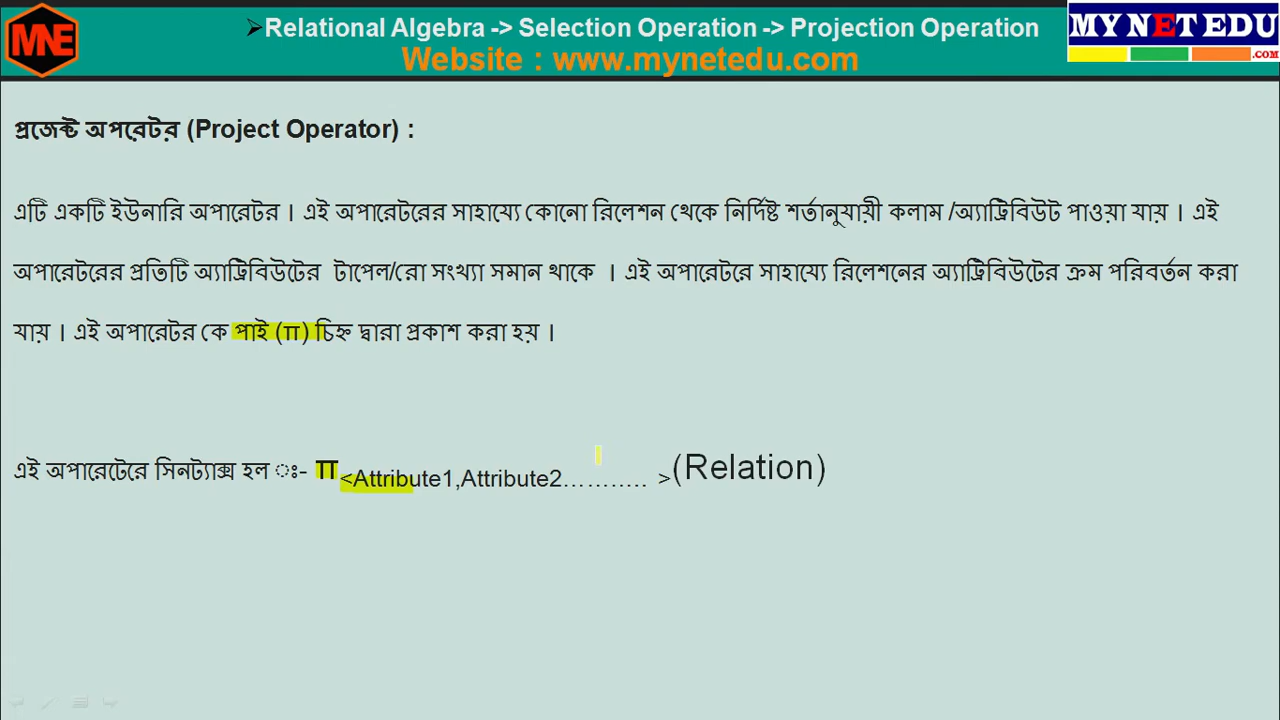 ➢Relational Algebra -> Selection Operation -> Projection Operation
Website : www.mynetedu.com
MNE
MY NET EDU
.COM
প্রজেক্ট অপরেটর (Project Operator) :
এটি একটি ইউনারি অপারেটর । এই অপারেটরের সাহায্যে কোনো রিলেশন থেকে নির্দিষ্ট শর্তানুযায়ী কলাম /অ্যাট্রিবিউট পাওয়া যায় । এই
অপারেটরের প্রতিটি অ্যাট্রিবিউটের টাপেল/রো সংখ্যা সমান থাকে । এই অপারেটরে সাহায্যে রিলেশনের অ্যাট্রিবিউটের ক্রম পরিবর্তন করা
যায় । এই অপারেটর কে পাই (π) চিহ্ন দ্বারা প্রকাশ করা হয় ।
এই অপারেটেরে সিনট্যাক্স হল ঃ- π<Attribute1,Attribute2……….. >(Relation)